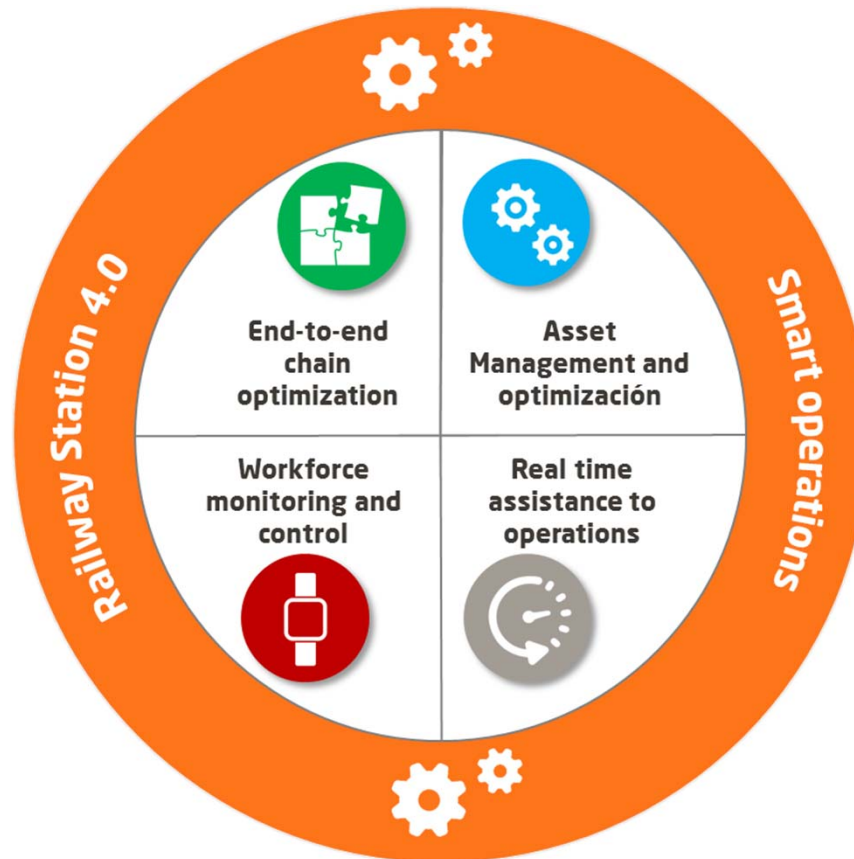 Railway Station 4.0
Smart operations
End-to-end
chain
optimization
Asset
Management and
optimización
Workforce
monitoring and
control
Real time
assistance to
operations